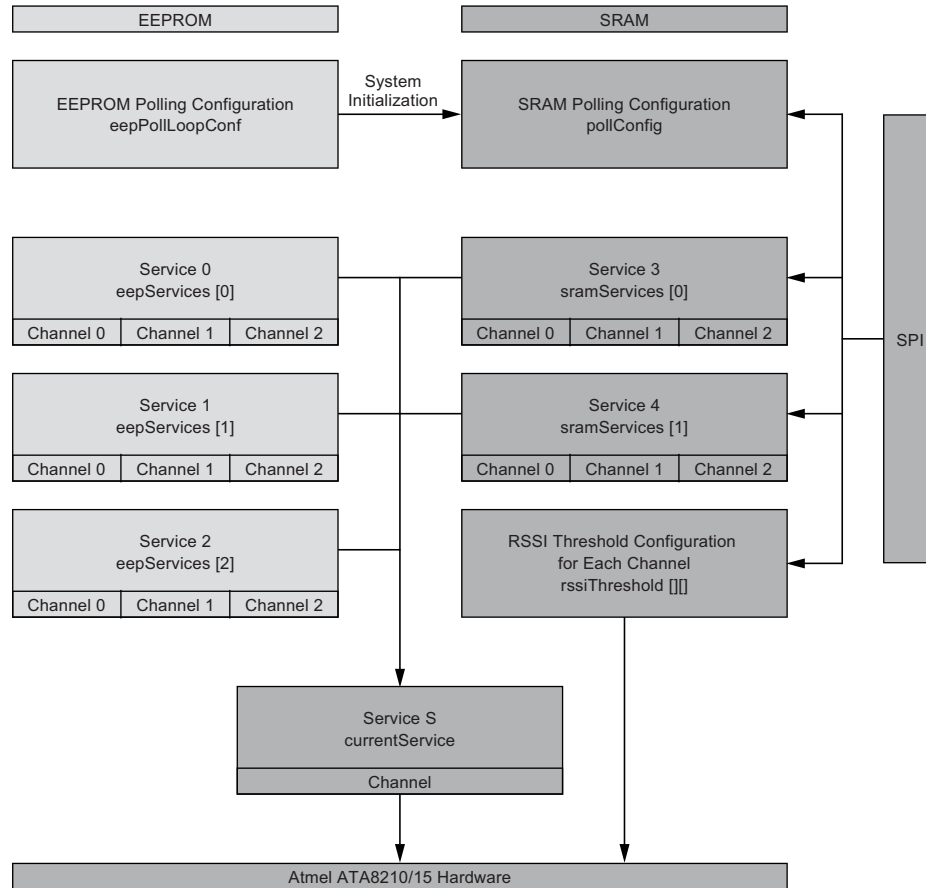 EEPROM
SRAM
EEPROM Polling Configuration
eepPollLoopConf
System
Initialization
SRAM Polling Configuration
pollConfig
SPI
Service 0
eepServices [0]
Channel 0 Channel 1 Channel 2
Service 3
sramServices [0]
Channel 0 Channel 1 Channel 2
Service 1
eepServices [1]
Channel 0 Channel 1 Channel 2
Service 4
sramServices [1]
Channel 0 Channel 1 Channel 2
Service 2
eepServices [2]
Channel 0 Channel 1 Channel 2
RSSI Threshold Configuration
for Each Channel
rssiThreshold [][]
Service S
currentService
Channel
Atmel ATA8210/15 Hardware